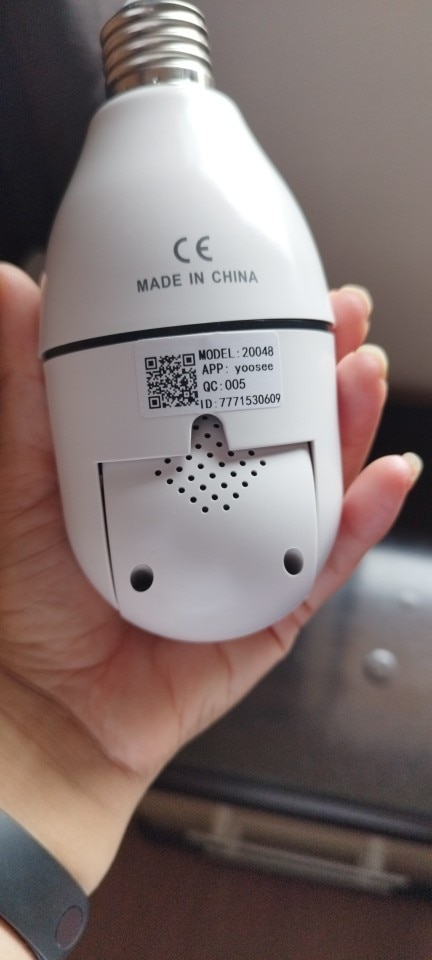 CE
MADE IN CHINA
MODEL:20048
APP: yoosee
QC:005
ID:7771530609